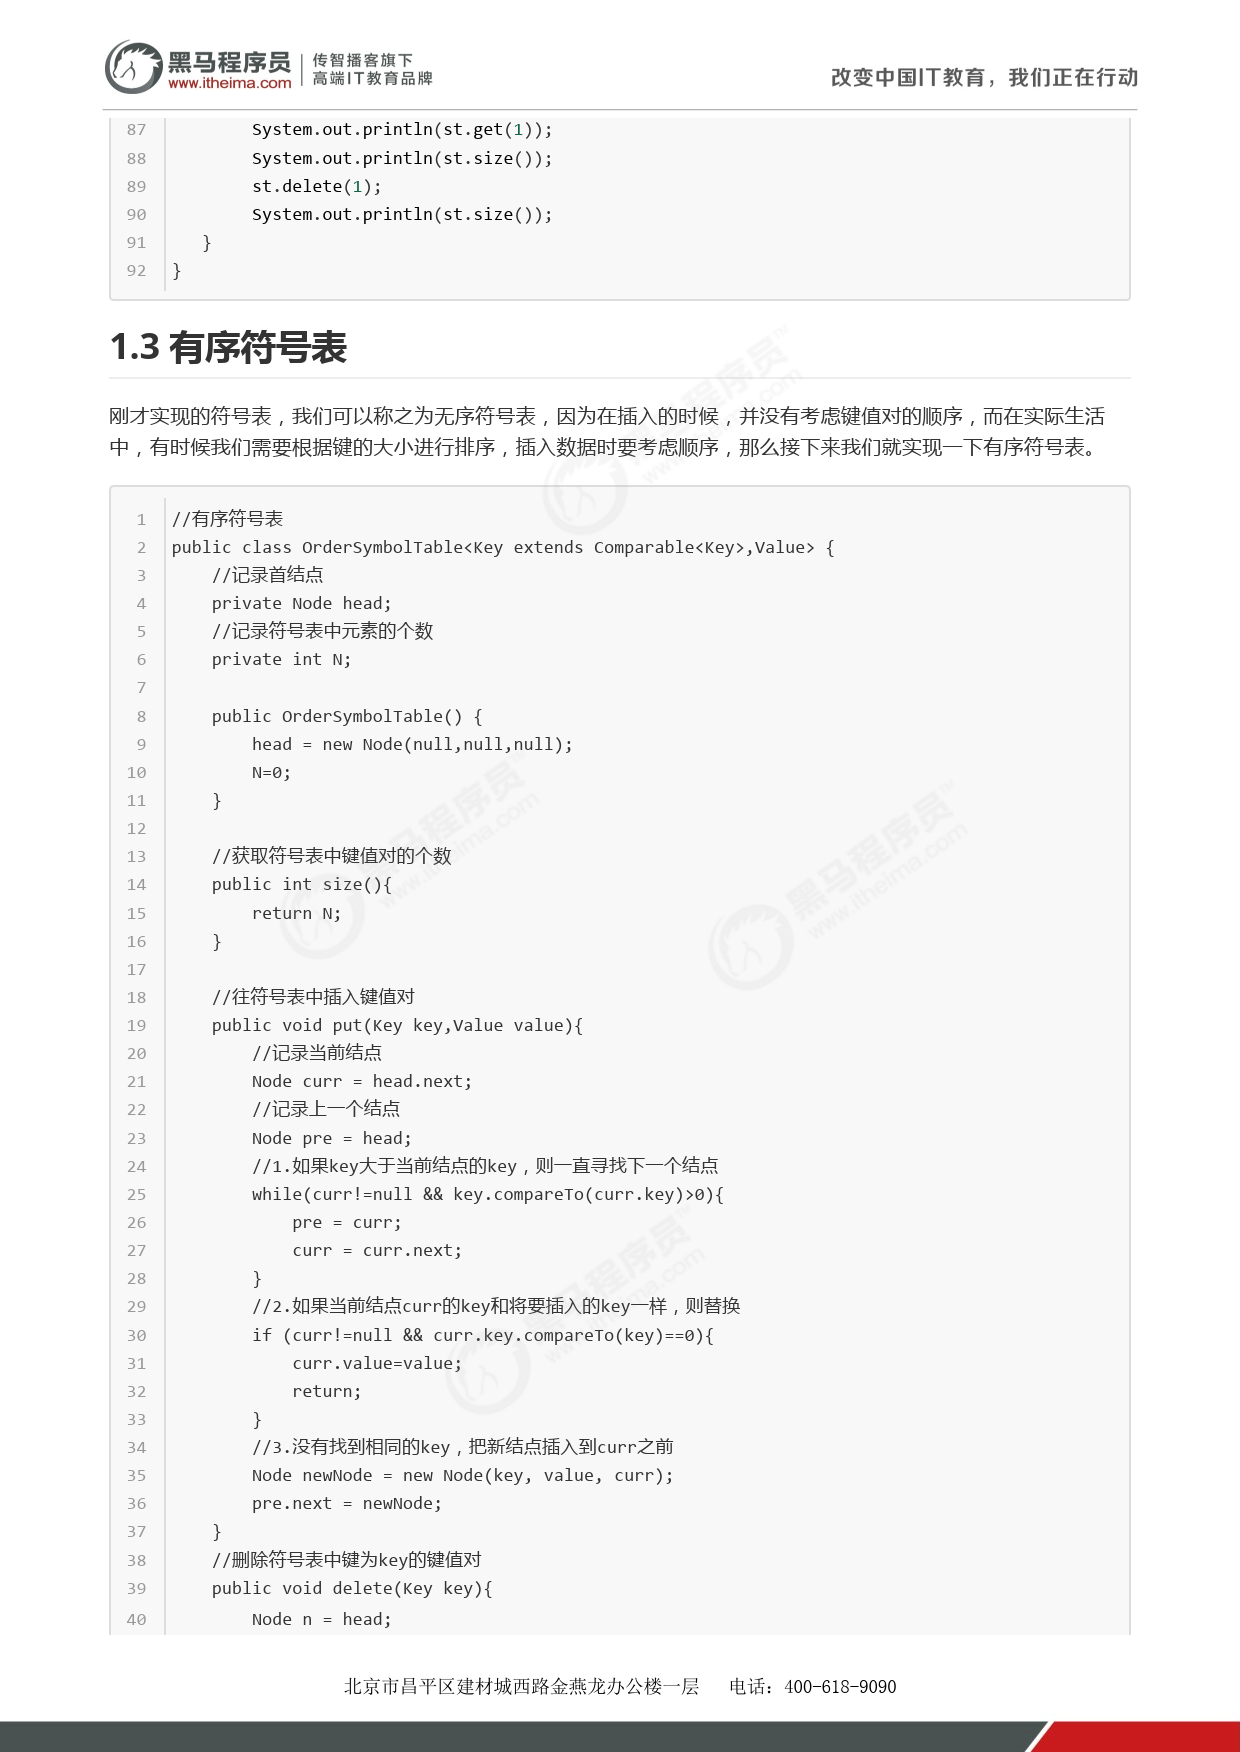 黑马程序员
www.itheima.com
传智播客旗下
高端IT教育品牌
改变中国IT教育，我们正在行动
87         System.out.println(st.get(1));
88         System.out.println(st.size());
89         st.delete(1);
90         System.out.println(st.size());
91    }
92 }
1.3 有序符号表
刚才实现的符号表，我们可以称之为无序符号表，因为在插入的时候，并没有考虑键值对的顺序，而在实际生活
中，有时候我们需要根据键的大小进行排序，插入数据时要考虑顺序，那么接下来我们就实现一下有序符号表。
1 //有序符号表
2 public class OrderSymbolTable<Key extends Comparable<Key>,Value> {
3     //记录首结点
4     private Node head;
5     //记录符号表中元素的个数
6     private int N;
7
8     public OrderSymbolTable() {
9         head = new Node(null,null,null);
10         N=0;
11     }
12
13     //获取符号表中键值对的个数
14     public int size(){
15         return N;
16     }
17
18     //往符号表中插入键值对
19     public void put(Key key,Value value){
20         //记录当前结点
21         Node curr = head.next;
22         //记录上一个结点
23         Node pre = head;
24         //1.如果key大于当前结点的key，则一直寻找下一个结点
25         while(curr!=null && key.compareTo(curr.key)>0){
26             pre = curr;
27             curr = curr.next;
28         }
29         //2.如果当前结点curr的key和将要插入的key一样，则替换
30         if (curr!=null && curr.key.compareTo(key)==0){
31             curr.value=value;
32             return;
33         }
34         //3.没有找到相同的key，把新结点插入到curr之前
35         Node newNode = new Node(key, value, curr);
36         pre.next = newNode;
37     }
38     //删除符号表中键为key的键值对
39     public void delete(Key key){
40         Node n = head;
北京市昌平区建材城西路金燕龙办公楼一层 电话：400-618-9090